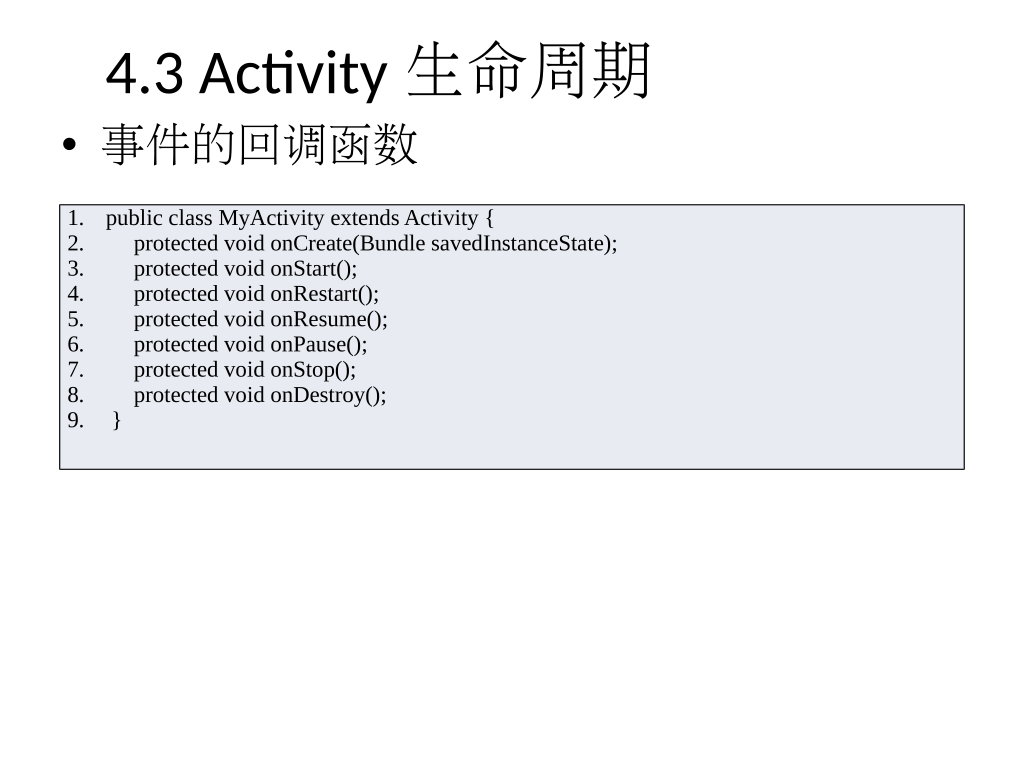 4.3 Activity 生命周期
• 事件的回调函数
1. public class MyActivity extends Activity {
2. protected void onCreate(Bundle savedInstanceState);
3. protected void onStart();
4. protected void onRestart();
5. protected void onResume();
6. protected void onPause();
7. protected void onStop();
8. protected void onDestroy();
9. }